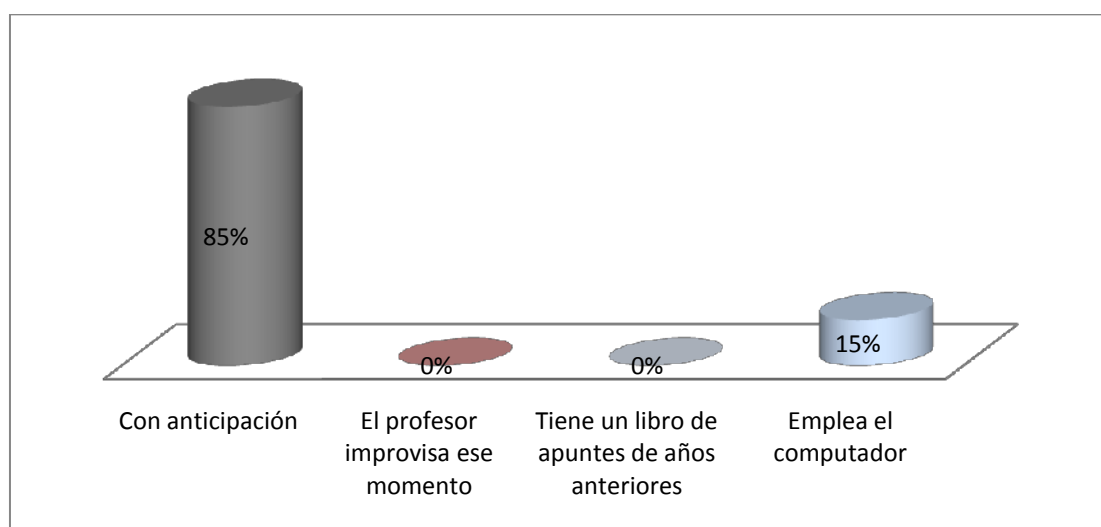 85%
0%
0%
15%
Con anticipación
El profesor
improvisa ese
momento
Tiene un libro de
apuntes de años
anteriores
Emplea el
computador